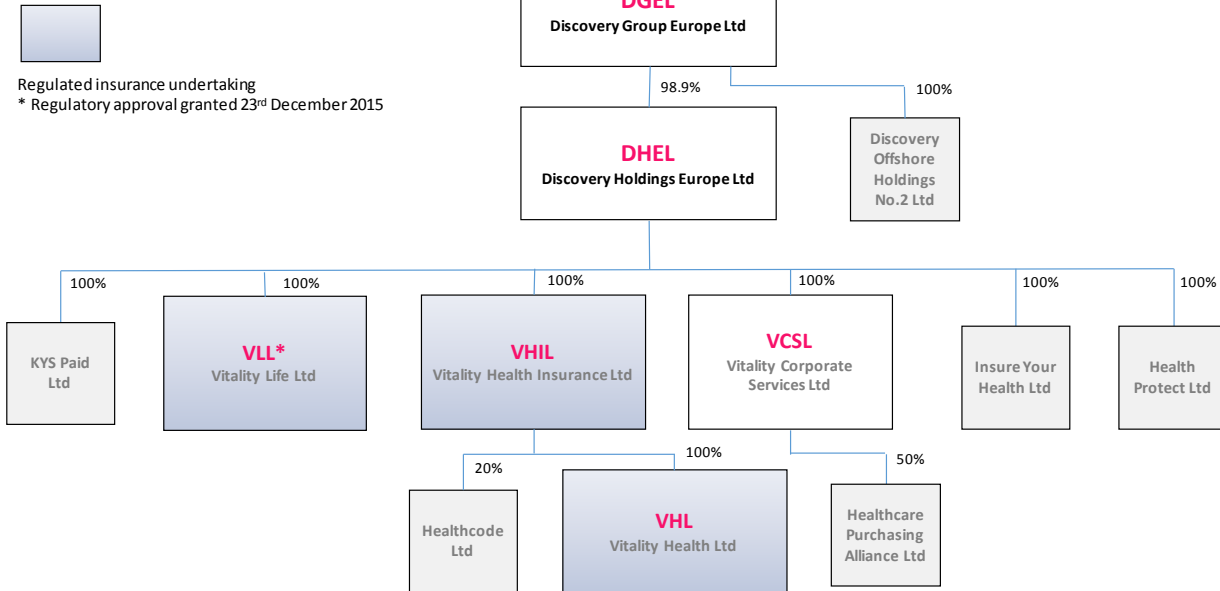 DGEL
Discovery Group Europe Ltd
Regulated insurance undertaking
* Regulatory approval granted 23rd December 2015
98.9%
100%
DHEL
Discovery Holdings Europe Ltd
Discovery
Offshore
Holdings
No.2 Ltd
100%
100%
100%
100%
100%
100%
KYS Paid
Ltd
VLL*
Vitality Life Ltd
VHIL
Vitality Health Insurance Ltd
VCSL
Vitality Corporate
Services Ltd
Insure Your
Health Ltd
Health
Protect Ltd
20%
100%
50%
Healthcode
Ltd
VHL
Vitality Health Ltd
Healthcare
Purchasing
Alliance Ltd